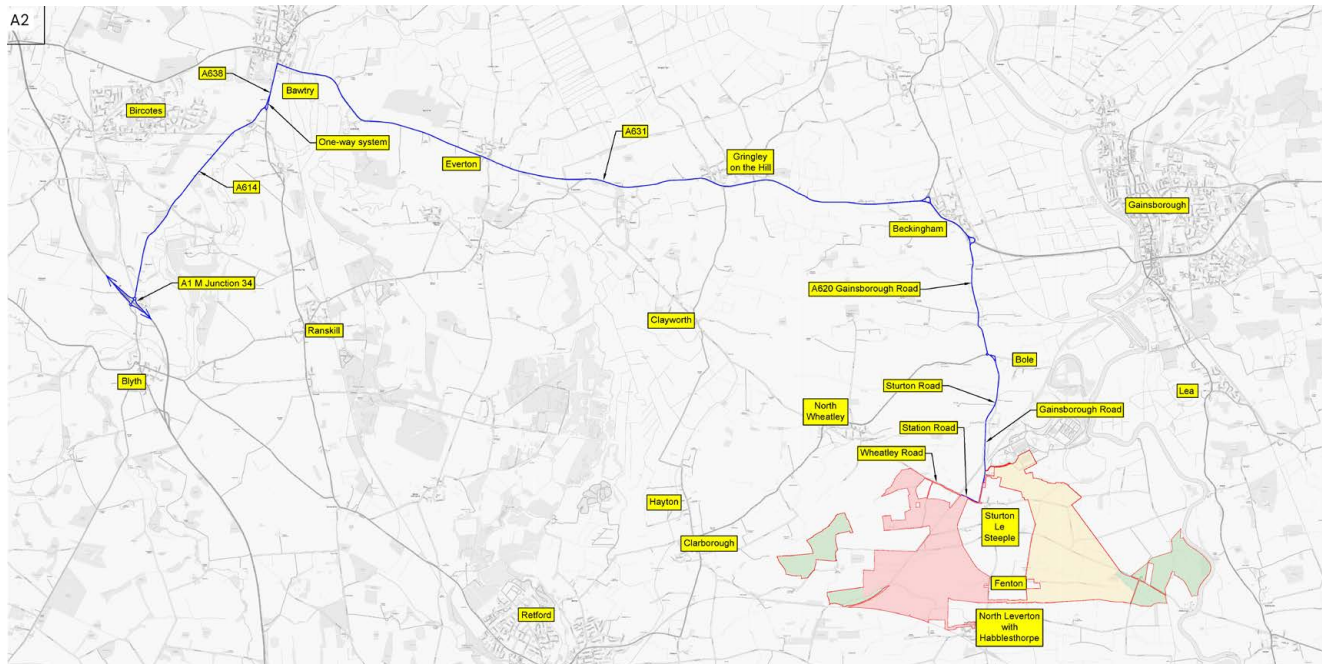 A2
A638
Bawtry
Bircotes
One-way system
A631
Everton
Gringley
on the Hill
A614
Gainsborough
Beckingham
A1 M Junction 34
A620 Gainsborough Road
Ranskill
Clayworth
Bole
Blyth
Sturton Road
Lea
North
Wheatley
Gainsborough Road
Station Road
Wheatley Road
Hayton
Sturton
Le
Steeple
Clarborough
Fenton
Retford
North Leverton
with
Habblesthorpe